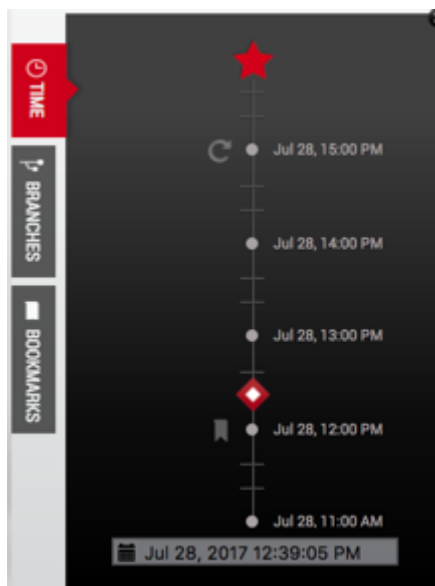 TIME
BRANCHES
BOOKMARKS
Jul 28, 15:00 PM
Jul 28, 14:00 PM
Jul 28, 13:00 PM
Jul 28, 12:00 PM
Jul 28, 11:00 AM
Jul 28, 2017 12:39:05 PM